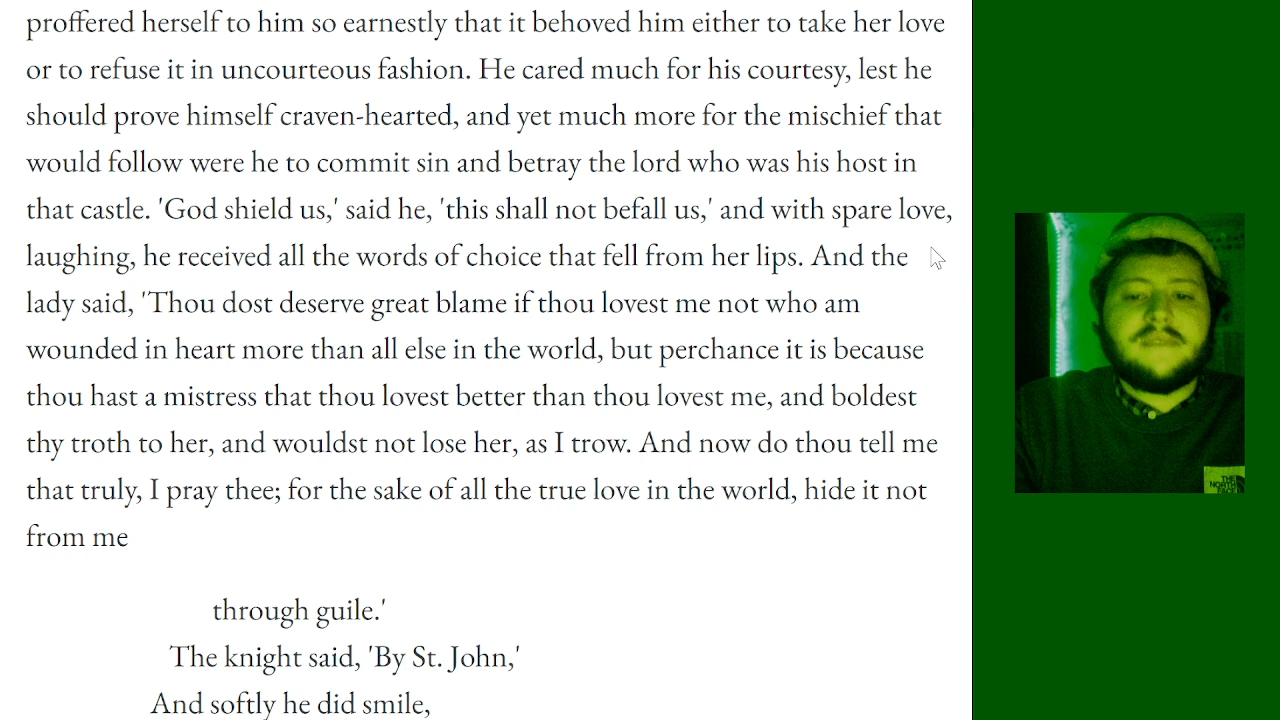 proffered herself to him so earnestly that it behoved him either to take her love
or to refuse it in uncourteous fashion. He cared much for his courtesy, lest he
should prove himself craven-hearted, and yet much more for the mischief that
would follow were he to commit sin and betray the lord who was his host in
that castle. 'God shield us,' said he, 'this shall not befall us,' and with spare love,
laughing, he received all the words of choice that fell from her lips. And the
lady said, 'Thou dost deserve great blame if thou lovest me not who am
wounded in heart more than all else in the world, but perchance it is because
thou hast a mistress that thou lovest better than thou lovest me, and boldest
thy troth to her, and wouldst not lose her, as I trow. And now do thou tell me
that truly, I pray thee; for the sake of all the true love in the world, hide it not
from me
through guile.'
The knight said, 'By St. John,'
And softly he did smile,
THE
NORTH
FACE